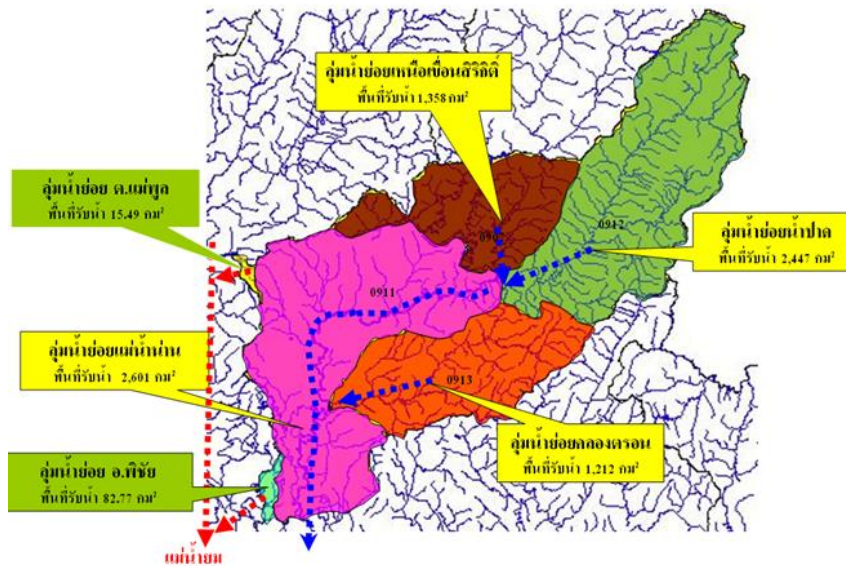 ลุ่มน้ำย่อยเหนือเขื่อนสิริกิติ์
พื้นที่รับน้ำ 1,358 กม²
ลุ่มน้ำย่อย ต.แม่พูล
พื้นที่รับน้ำ 15.49 กม²
0912
ลุ่มน้ำย่อยน้ำปาด
พื้นที่รับน้ำ 2,447 กม²
0911
ลุ่มน้ำย่อยแม่น้ำน่าน
พื้นที่รับน้ำ 2,601 กม²
0913
ลุ่มน้ำย่อยคลองตรอน
พื้นที่รับน้ำ 1,212 กม²
ลุ่มน้ำย่อย อ.พิชัย
พื้นที่รับน้ำ 82.77 กม²
แม่น้ำยม